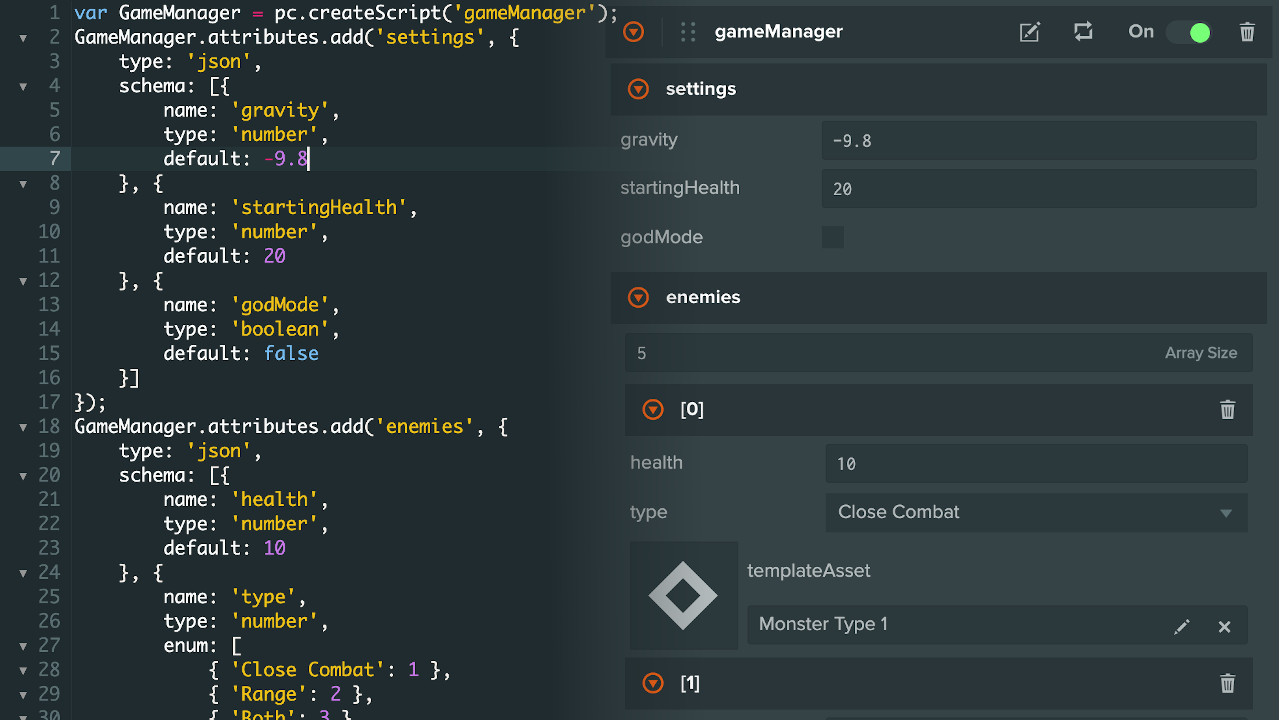 1 var GameManager = pc.createScript('gameManager');
2 GameManager.attributes.add('settings', {
3 type: 'json',
4 schema: [{
5 name: 'gravity',
6 type: 'number',
7 default: -9.8
8 }, {
9 name: 'startingHealth',
10 type: 'number',
11 default: 20
12 }, {
13 name: 'godMode',
14 type: 'boolean',
15 default: false
16 }]
17 });
18 GameManager.attributes.add('enemies', {
19 type: 'json',
20 schema: [{
21 name: 'health',
22 type: 'number',
23 default: 10
24 }, {
25 name: 'type',
26 type: 'number',
27 enum: [
28 { 'Close Combat': 1 },
29 { 'Range': 2 },
30 { 'Both': 3 }
gameManager On
settings
gravity -9.8
startingHealth 20
godMode
enemies
5 Array Size
[0]
health 10
type Close Combat
templateAsset
Monster Type 1
[1]